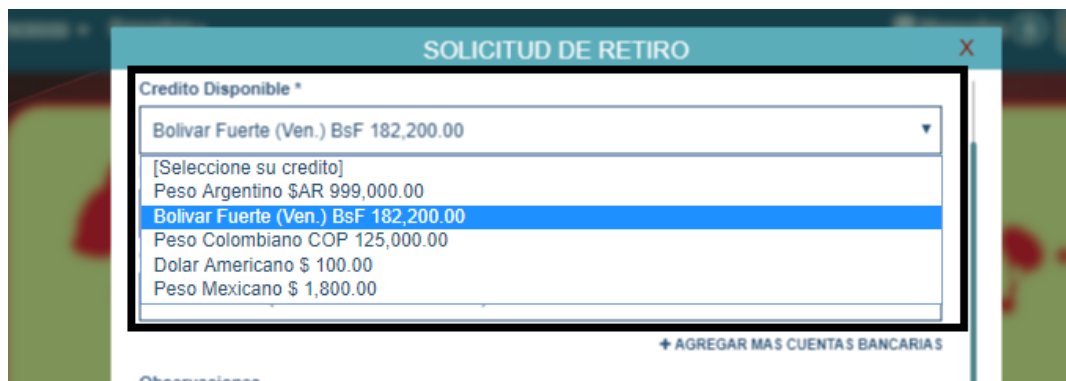 SOLICITUD DE RETIRO X
Credito Disponible *
Bolivar Fuerte (Ven.) BsF 182,200.00
[Seleccione su credito]
Peso Argentino $AR 999,000.00
Bolivar Fuerte (Ven.) BsF 182,200.00
Peso Colombiano COP 125,000.00
Dolar Americano $ 100.00
Peso Mexicano $ 1,800.00
+ AGREGAR MAS CUENTAS BANCARIAS